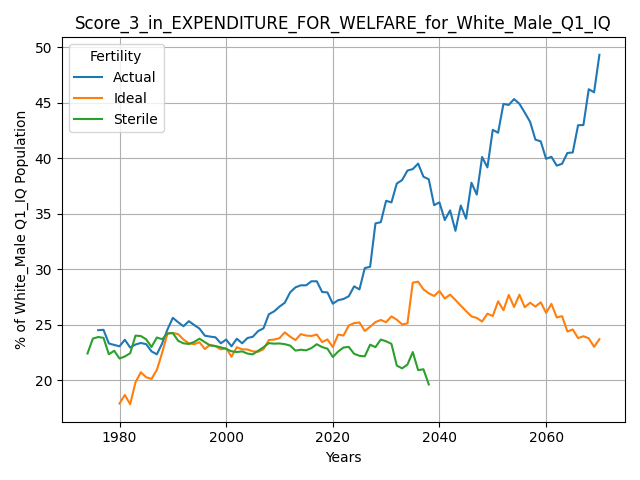 Score_3_in_EXPENDITURE_FOR_WELFARE_for_White_Male_Q1_IQ
Fertility
Actual
Ideal
Sterile
% of White_Male Q1_IQ Population
50
45
40
35
30
25
20
1980
2000
2020
2040
2060
Years